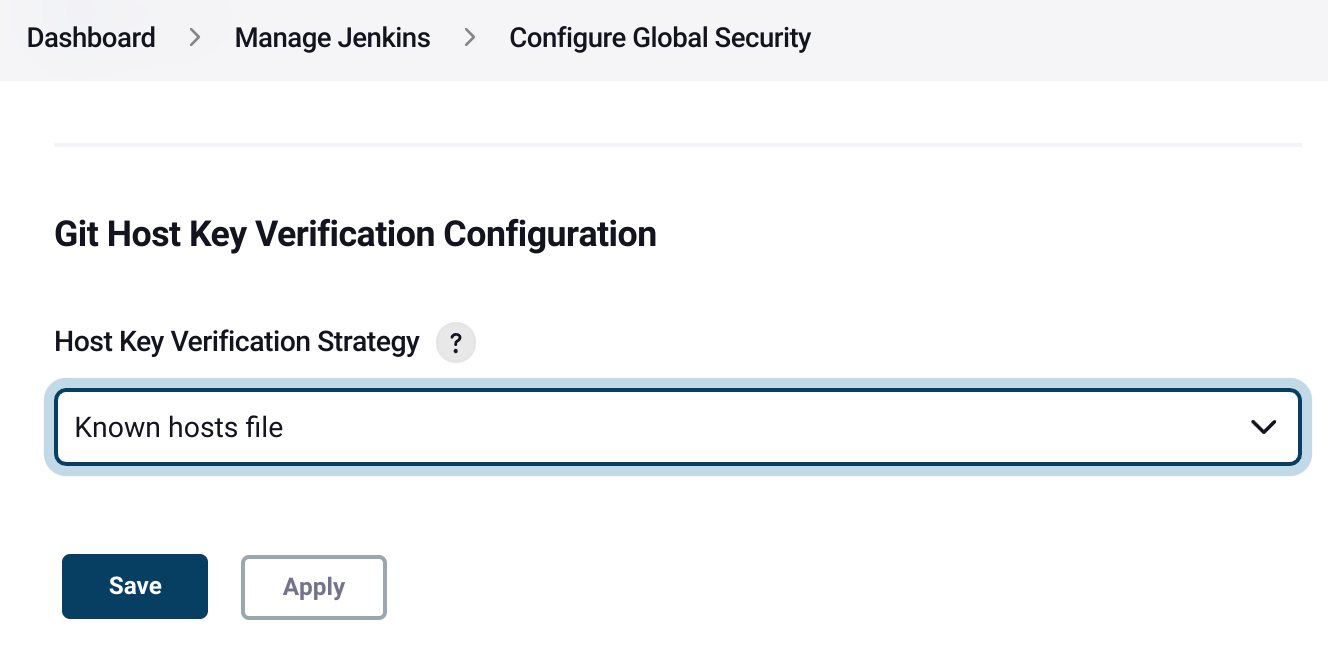 Dashboard > Manage Jenkins > Configure Global Security
Git Host Key Verification Configuration
Host Key Verification Strategy ?
Known hosts file
Save Apply